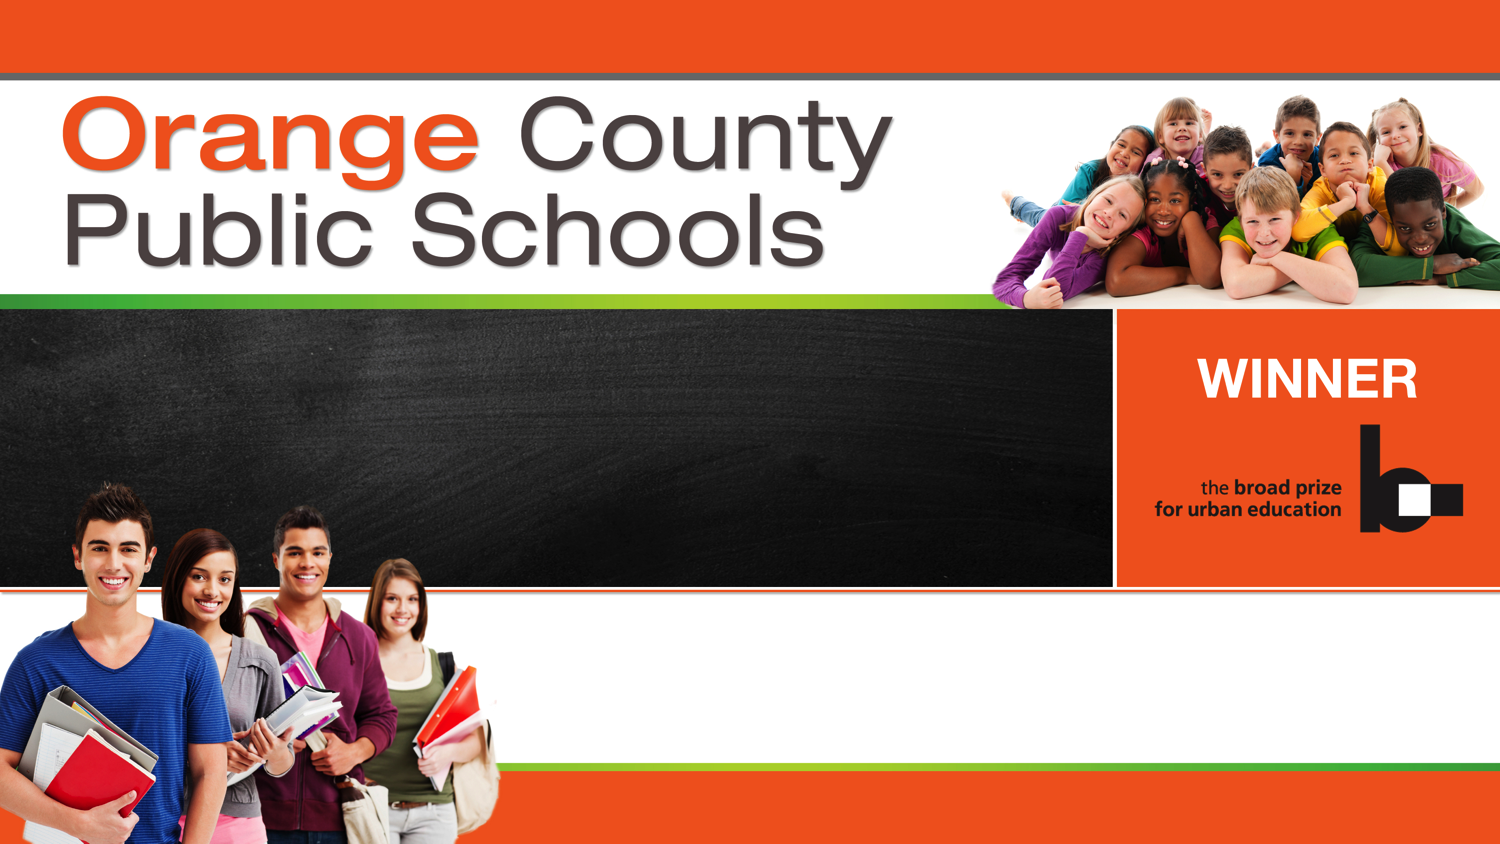 Orange County
Public Schools
WINNER
the broad prize
for urban education